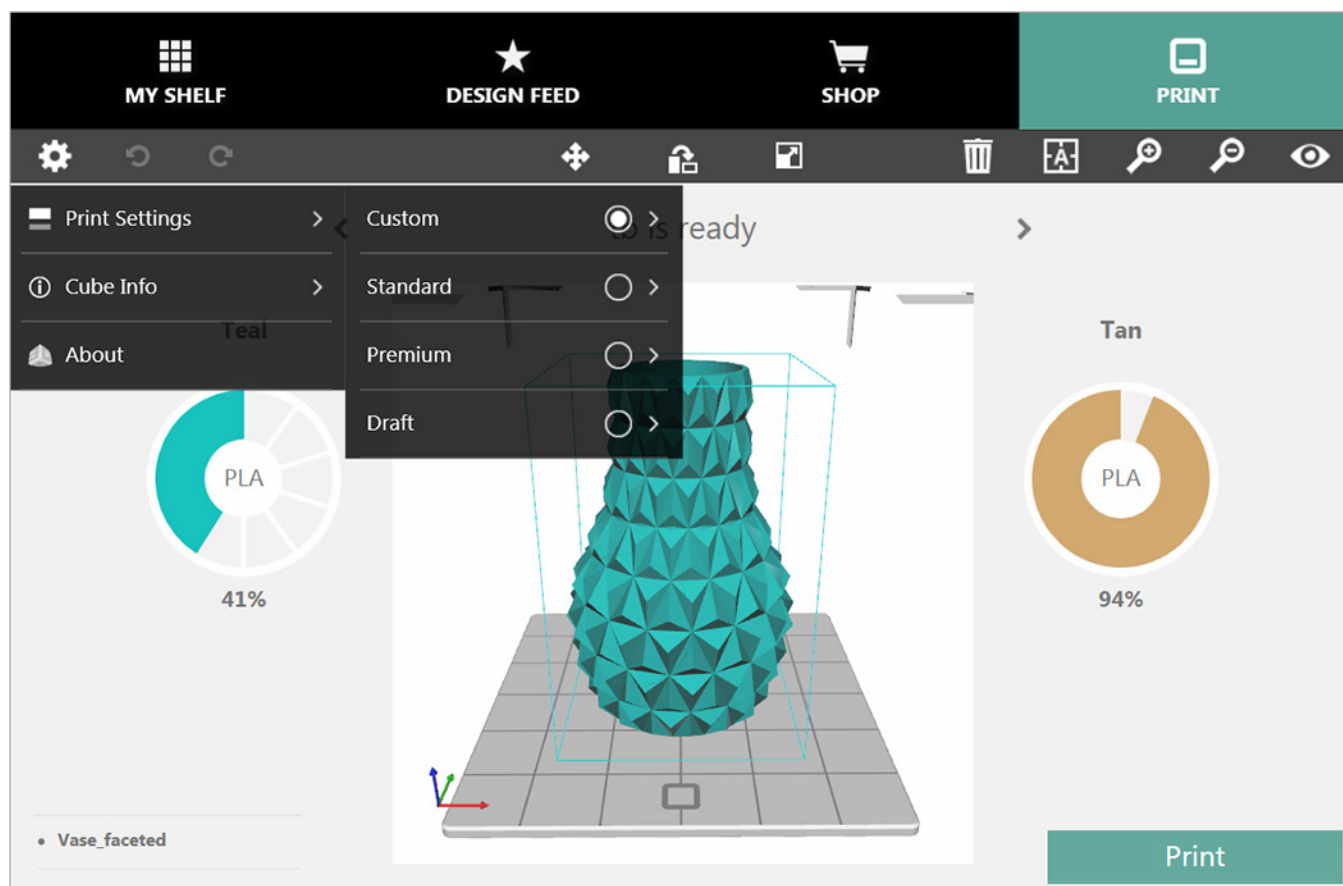 MY SHELF
DESIGN FEED
SHOP
PRINT
A
Print Settings
Custom
tb is ready
Cube Info
Standard
Teal
Tan
About
Premium
Draft
PLA
PLA
41%
94%
Vase_faceted
Print